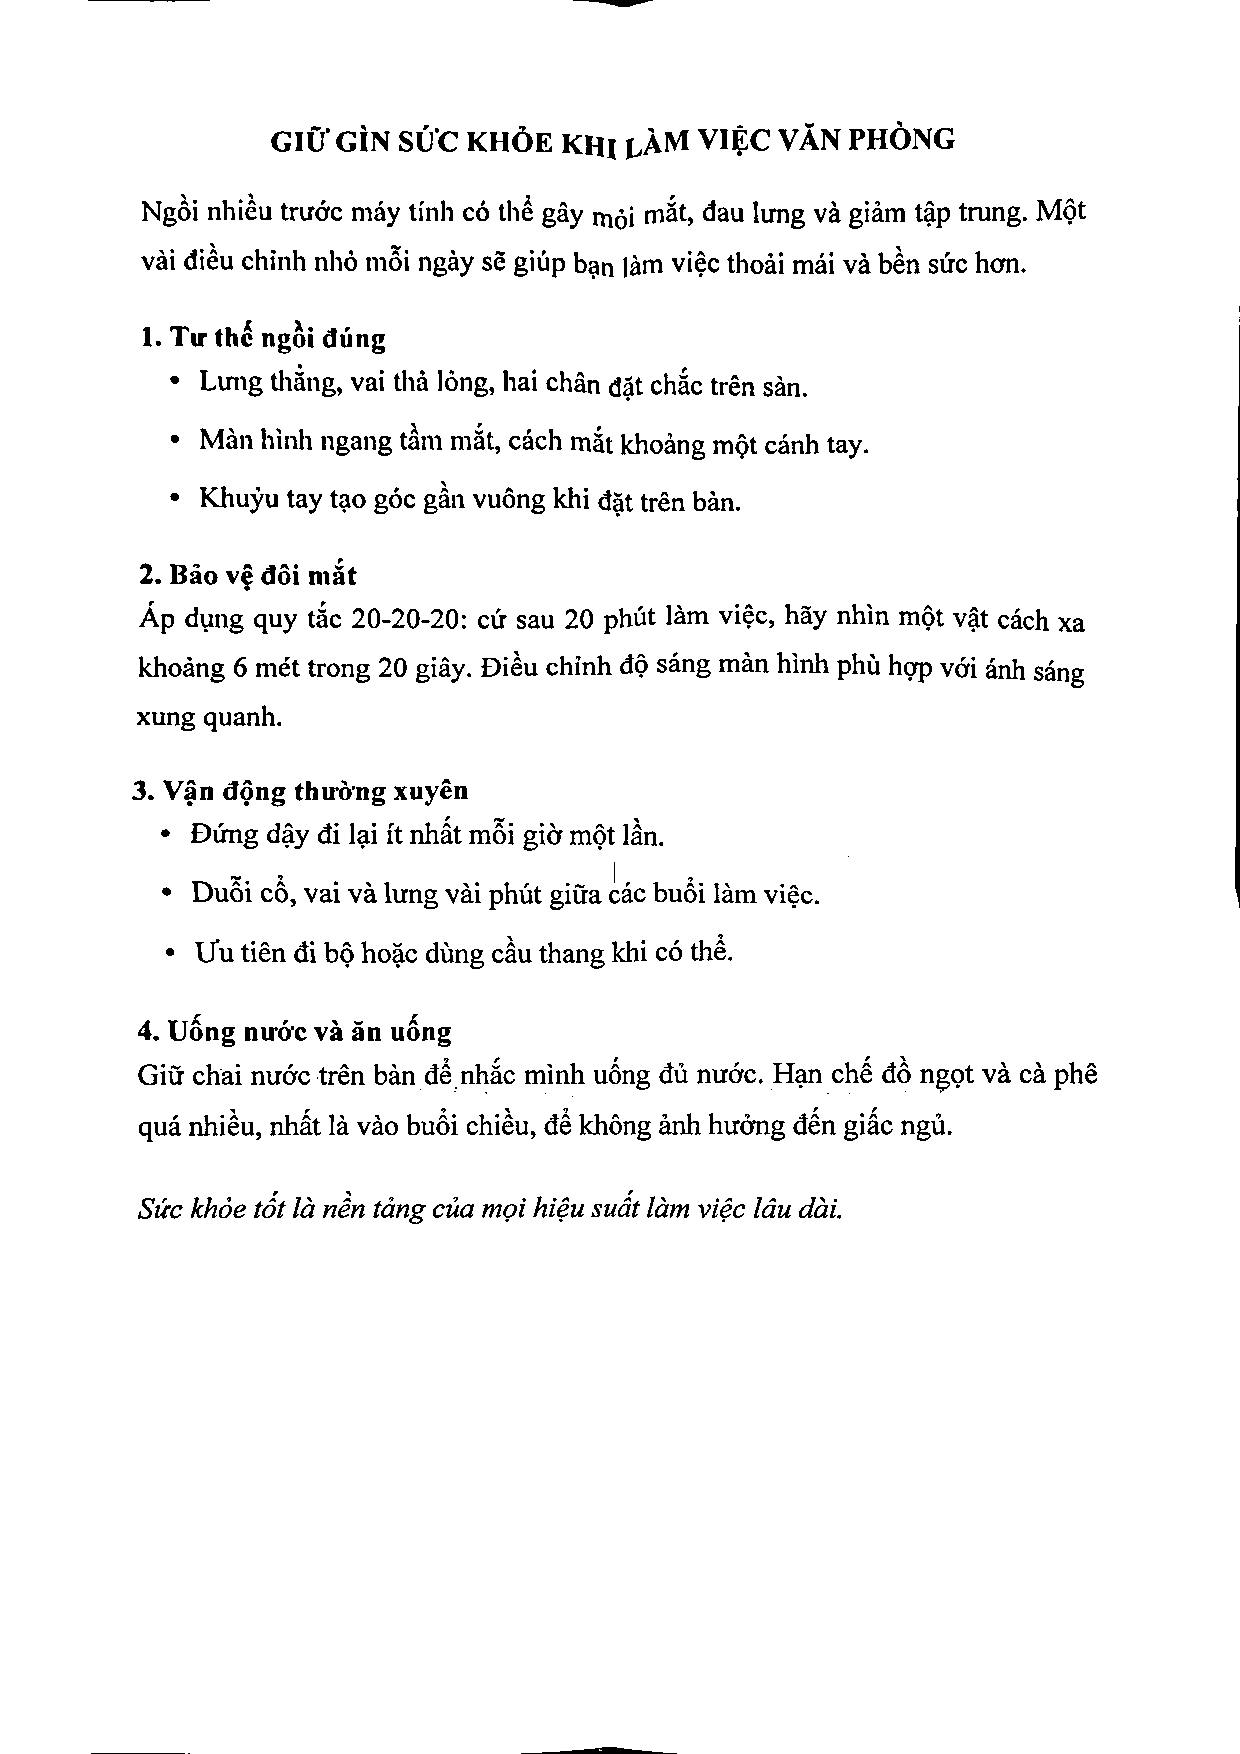 GIỮ GÌN SỨC KHỎE KHI LÀM VIỆC VĂN PHÒNG
Ngồi nhiều trước máy tính có thể gây mỏi mắt, đau lưng và giảm tập trung. Một
vài điều chỉnh nhỏ mỗi ngày sẽ giúp bạn làm việc thoải mái và bền sức hơn.
1. Tư thế ngồi đúng
• Lưng thẳng, vai thả lỏng, hai chân đặt chắc trên sàn.
• Màn hình ngang tầm mắt, cách mắt khoảng một cánh tay.
• Khuỷu tay tạo góc gần vuông khi đặt trên bàn.
2. Bảo vệ đôi mắt
Áp dụng quy tắc 20-20-20: cứ sau 20 phút làm việc, hãy nhìn một vật cách xa
khoảng 6 mét trong 20 giây. Điều chỉnh độ sáng màn hình phù hợp với ánh sáng
xung quanh.
3. Vận động thường xuyên
• Đứng dậy đi lại ít nhất mỗi giờ một lần.
• Duỗi cổ, vai và lưng vài phút giữa các buổi làm việc.
• Ưu tiên đi bộ hoặc dùng cầu thang khi có thể.
4. Uống nước và ăn uống
Giữ chai nước trên bàn để nhắc mình uống đủ nước. Hạn chế đồ ngọt và cà phê
quá nhiều, nhất là vào buổi chiều, để không ảnh hưởng đến giấc ngủ.
Sức khỏe tốt là nền tảng của mọi hiệu suất làm việc lâu dài.